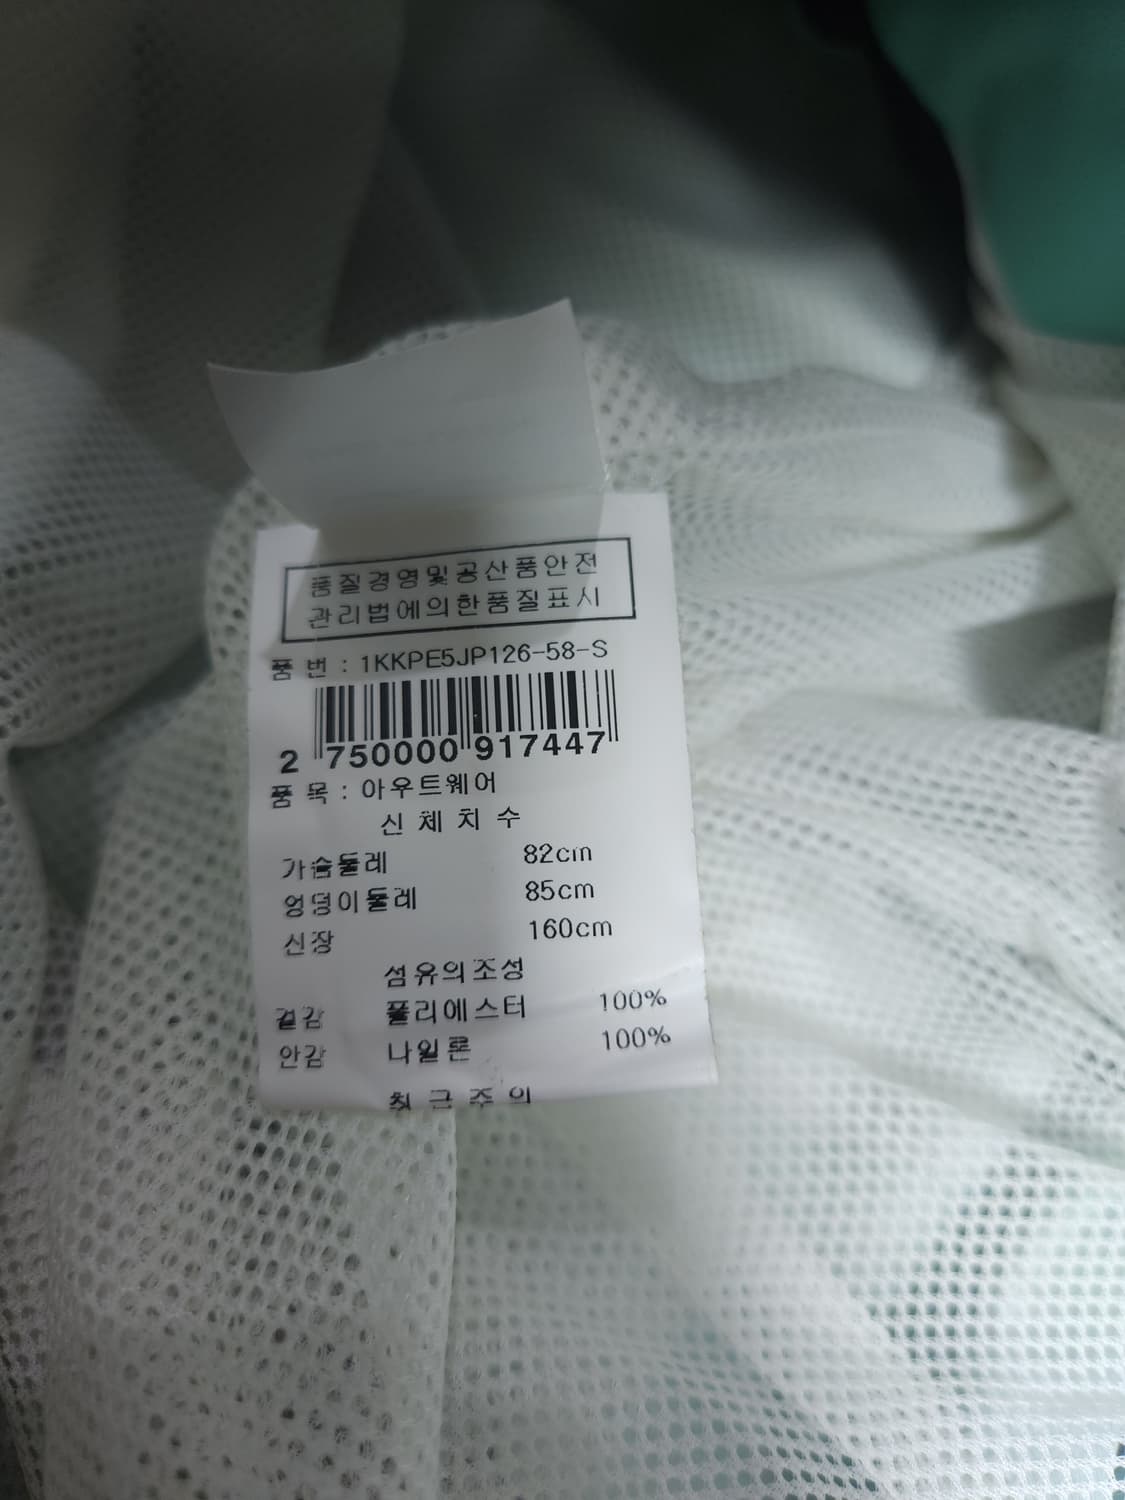 품질경영및공산품안전
관리법에의한품질표시
품 번 : 1KKPE5JP126-58-S
2 750000 917447
품 목 : 아우트웨어
신 체 치 수
가슴둘레 82cm
엉덩이둘레 85cm
신장 160cm
섬유의조성
겉감 폴리에스터 100%
안감 나일론 100%
취 급 주 의